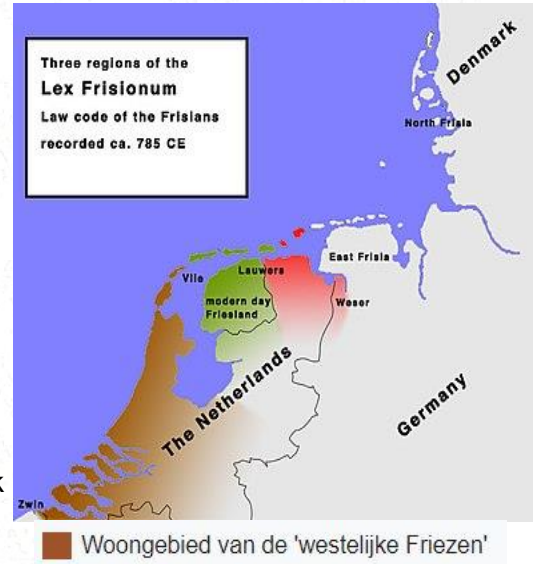 Three regions of the
Lex Frisionum
Law code of the Frisians
recorded ca. 785 CE
Denmark
North Frisia
East Frisia
Vlie
Lauwers
modern day
Friesland
Weser
The Netherlands
Germany
k
Zwin
Woongebied van de 'westelijke Friezen'